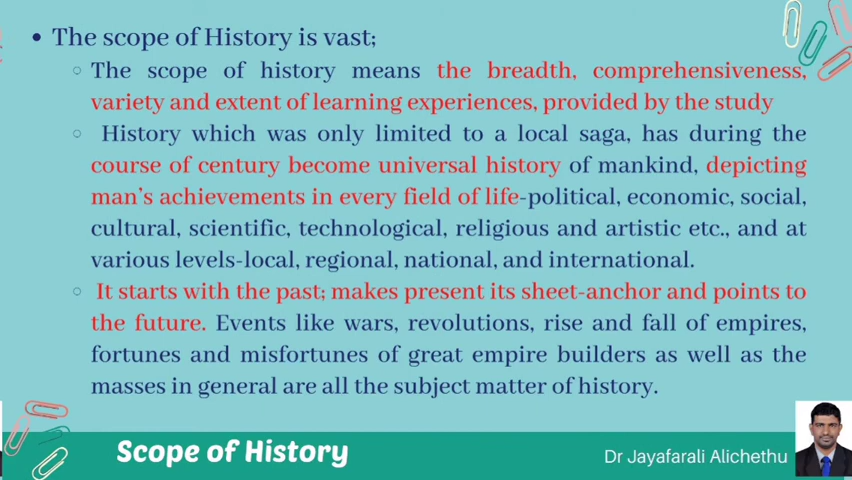 The scope of History is vast;
The scope of history means the breadth, comprehensiveness,
variety and extent of learning experiences, provided by the study
History which was only limited to a local saga, has during the
course of century become universal history of mankind, depicting
man's achievements in every field of life-political, economic, social,
cultural, scientific, technological, religious and artistic etc., and at
various levels-local, regional, national, and international.
It starts with the past; makes present its sheet-anchor and points to
the future. Events like wars, revolutions, rise and fall of empires,
fortunes and misfortunes of great empire builders as well as the
masses in general are all the subject matter of history.
Scope of History
Dr Jayafarali Alichethu